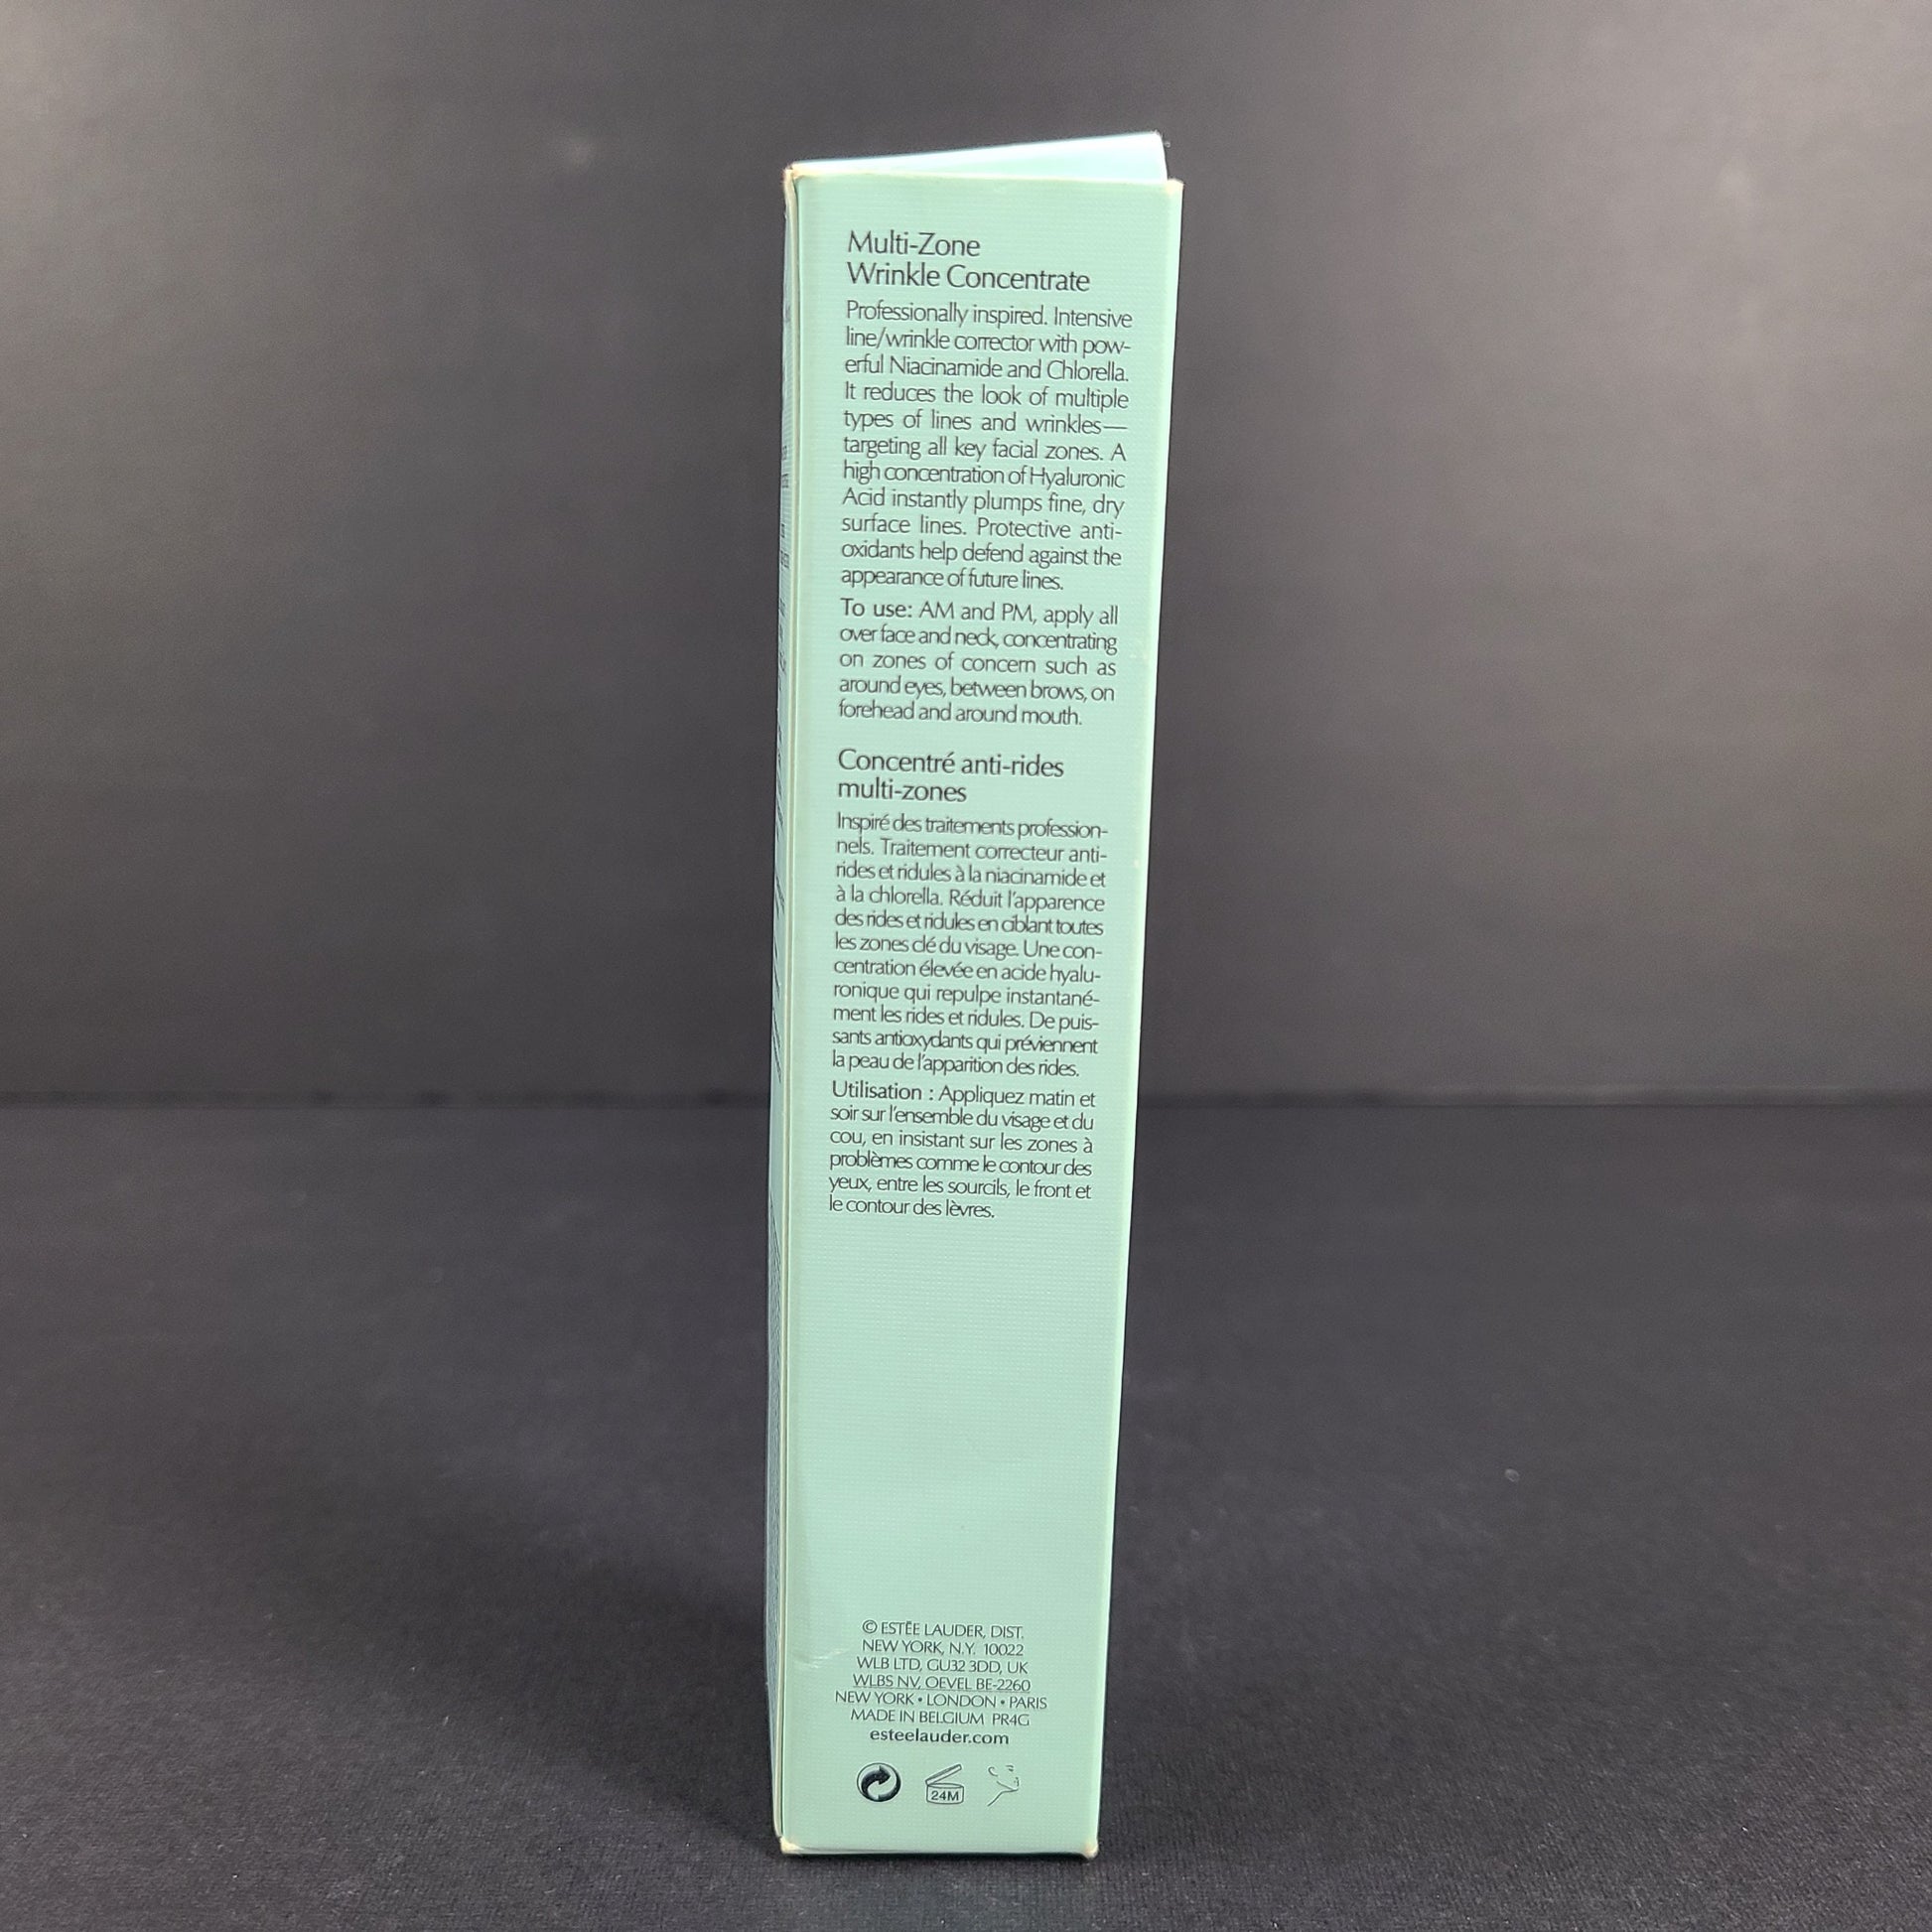 Multi-Zone
Wrinkle Concentrate
Professionally inspired. Intensive
line/wrinkle corrector with pow-
erful Niacinamide and Chlorella.
It reduces the look of multiple
types of lines and wrinkles—
targeting all key facial zones. A
high concentration of Hyaluronic
Acid instantly plumps fine, dry
surface lines. Protective anti-
oxidants help defend against the
appearance of future lines.
To use: AM and PM, apply all
over face and neck, concentrating
on zones of concern such as
around eyes, between brows, on
forehead and around mouth.
Concentré anti-rides
multi-zones
Inspiré des traitements profession-
nels. Traitement correcteur anti-
rides et ridules à la niacinamide et
à la chlorella. Réduit l'apparence
des rides et ridules en ciblant toutes
les zones clé du visage. Une con-
centration élevée en acide hyalu-
ronique qui repulpe instantané-
ment les rides et ridules. De puis-
sants antioxydants qui préviennent
la peau de l'apparition des rides.
Utilisation : Appliquez matin et
soir sur l'ensemble du visage et du
cou, en insistant sur les zones à
problèmes comme le contour des
yeux, entre les sourcils, le front et
le contour des lèvres.
© ESTĒE LAUDER, DIST.
NEW YORK, N.Y. 10022
WLB LTD, GU32 3DD, UK
WLBS NV, OEVEL BE-2260
NEW YORK • LONDON • PARIS
MADE IN BELGIUM PR4G
esteelauder.com
24M